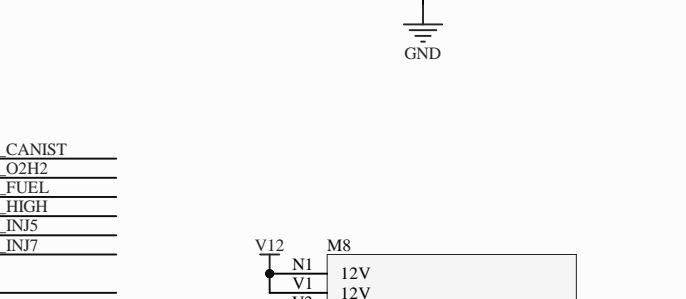 GND
_CANIST
_O2H2
_FUEL
_HIGH
_INJ5
_INJ7
V12 M8
N1 12V
V1 12V